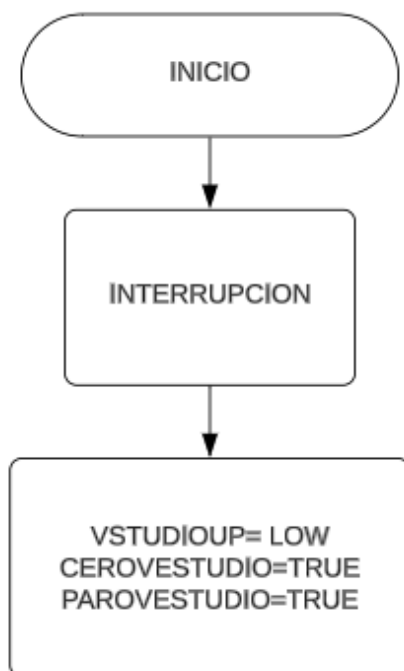 INICIO
INTERRUPCION
VSTUDIOUP= LOW
CEROVESTUDIO=TRUE
PAROVESTUDIO=TRUE